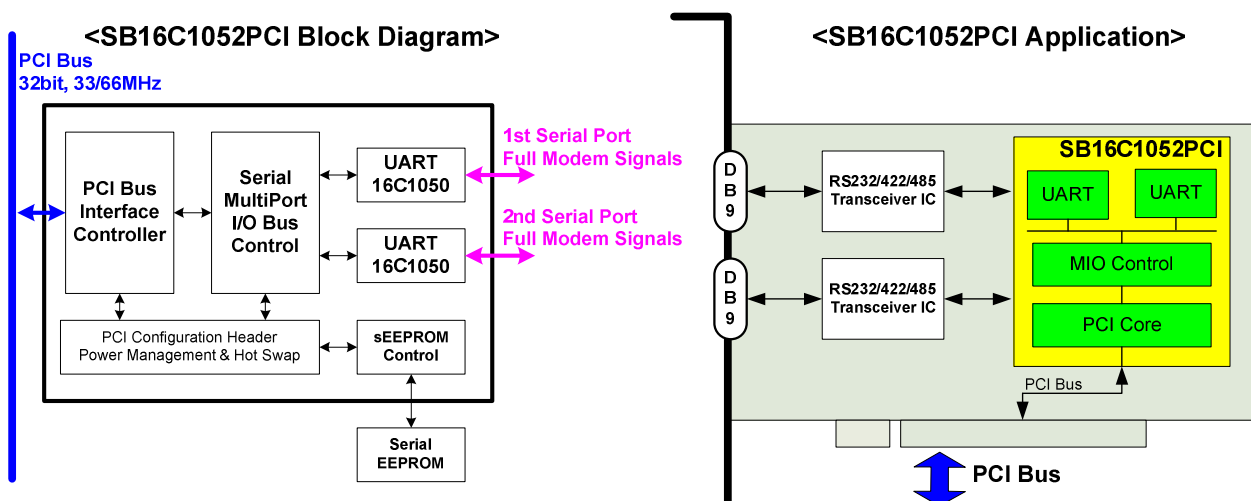 <SB16C1052PCI Block Diagram>
PCI Bus
32bit, 33/66MHz
PCI Bus
Interface
Controller
Serial
MultiPort
I/O Bus
Control
UART
16C1050
1st Serial Port
Full Modem Signals
UART
16C1050
2nd Serial Port
Full Modem Signals
PCI Configuration Header
Power Management & Hot Swap
sEEPROM
Control
Serial
EEPROM
<SB16C1052PCI Application>
D
B
9
RS232/422/485
Transceiver IC
D
B
9
RS232/422/485
Transceiver IC
SB16C1052PCI
UART
UART
MIO Control
PCI Core
PCI Bus
PCI Bus